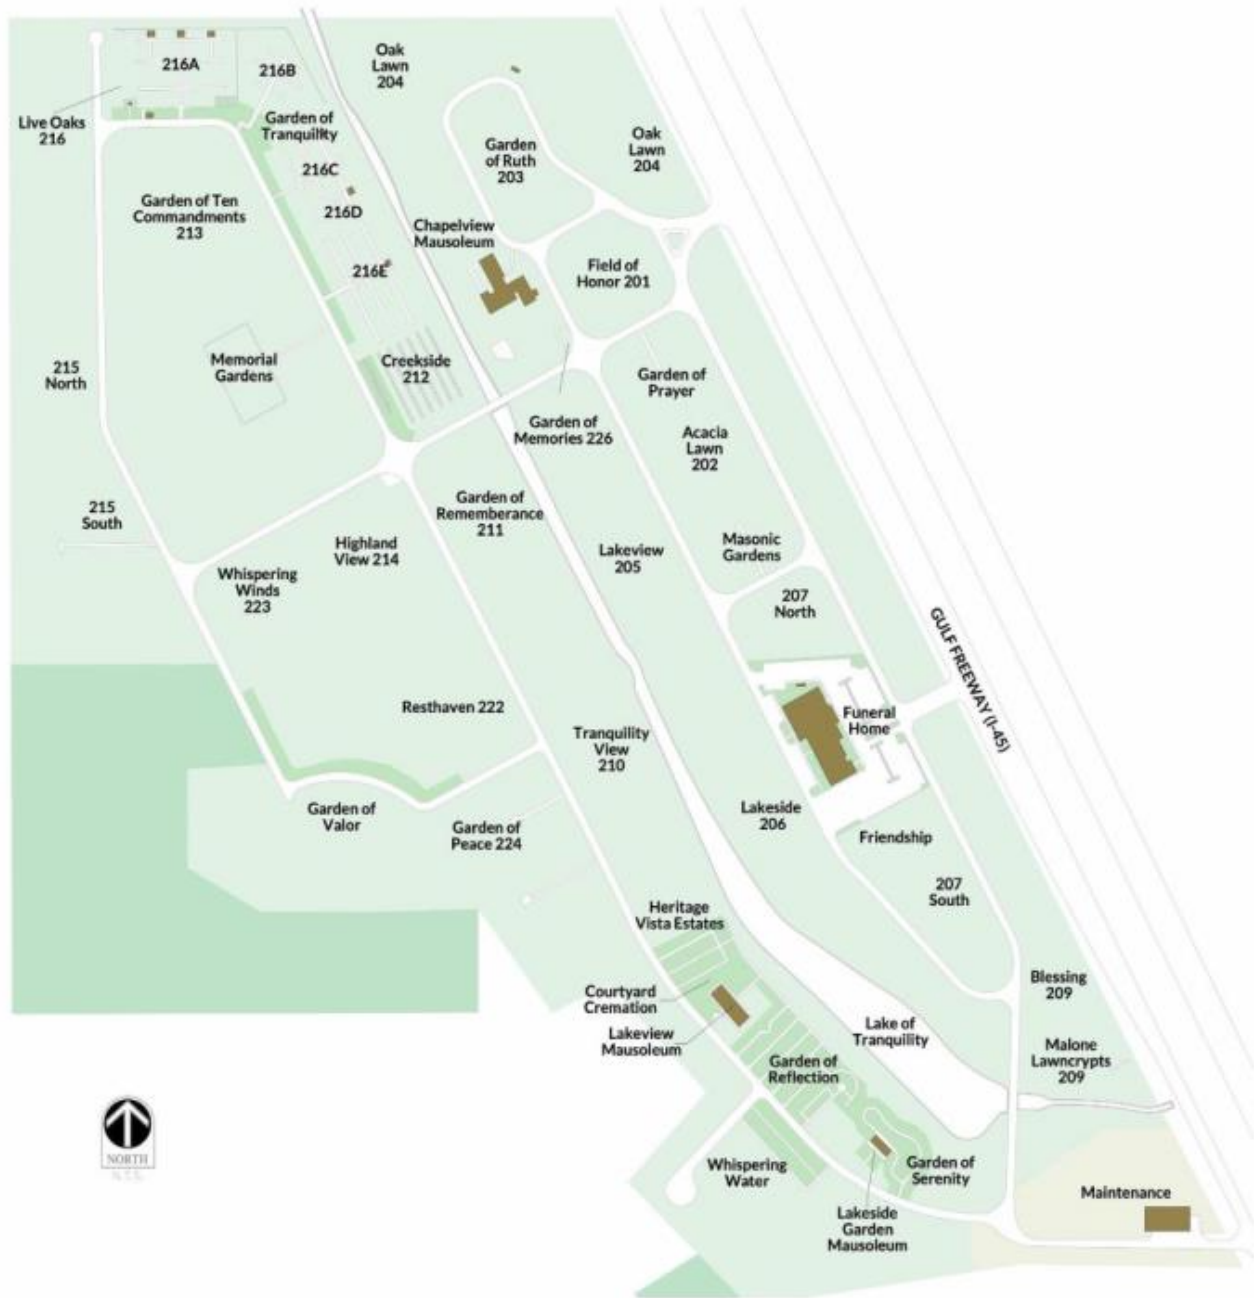 Oak
Lawn
204
216A
216B
Live Oaks
216
Garden of
Tranquility
Oak
Lawn
204
Garden
of Ruth
203
216C
Garden of Ten
Commandments
213
216D
Chapelview
Mausoleum
216E
Field of
Honor 201
215
North
Memorial
Gardens
Creekside
212
Garden of
Prayer
Garden of
Memories 226
Acacia
Lawn
202
215
South
Garden of
Rememberance
211
Highland
View 214
Lakeview
205
Masonic
Gardens
Whispering
Winds
223
207
North
GULF FREEWAY (I-45)
Resthaven 222
Funeral
Home
Tranquility
View
210
Garden of
Valor
Lakeside
206
Garden of
Peace 224
Friendship
207
South
Heritage
Vista Estates
Blessing
209
Courtyard
Cremation
Lakeview
Mausoleum
Lake of
Tranquility
Malone
Lawncrypts
209
Garden of
Reflection
NORTH
Whispering
Water
Garden of
Serenity
Maintenance
Lakeside
Garden
Mausoleum